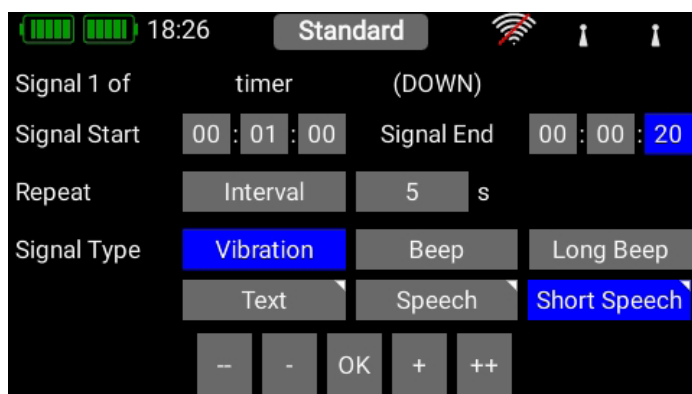 18:26 Standard
Signal 1 of timer (DOWN)
Signal Start 00 : 01 : 00 Signal End 00 : 00 : 20
Repeat Interval 5 s
Signal Type Vibration Beep Long Beep
Text Speech Short Speech
-- - OK + ++